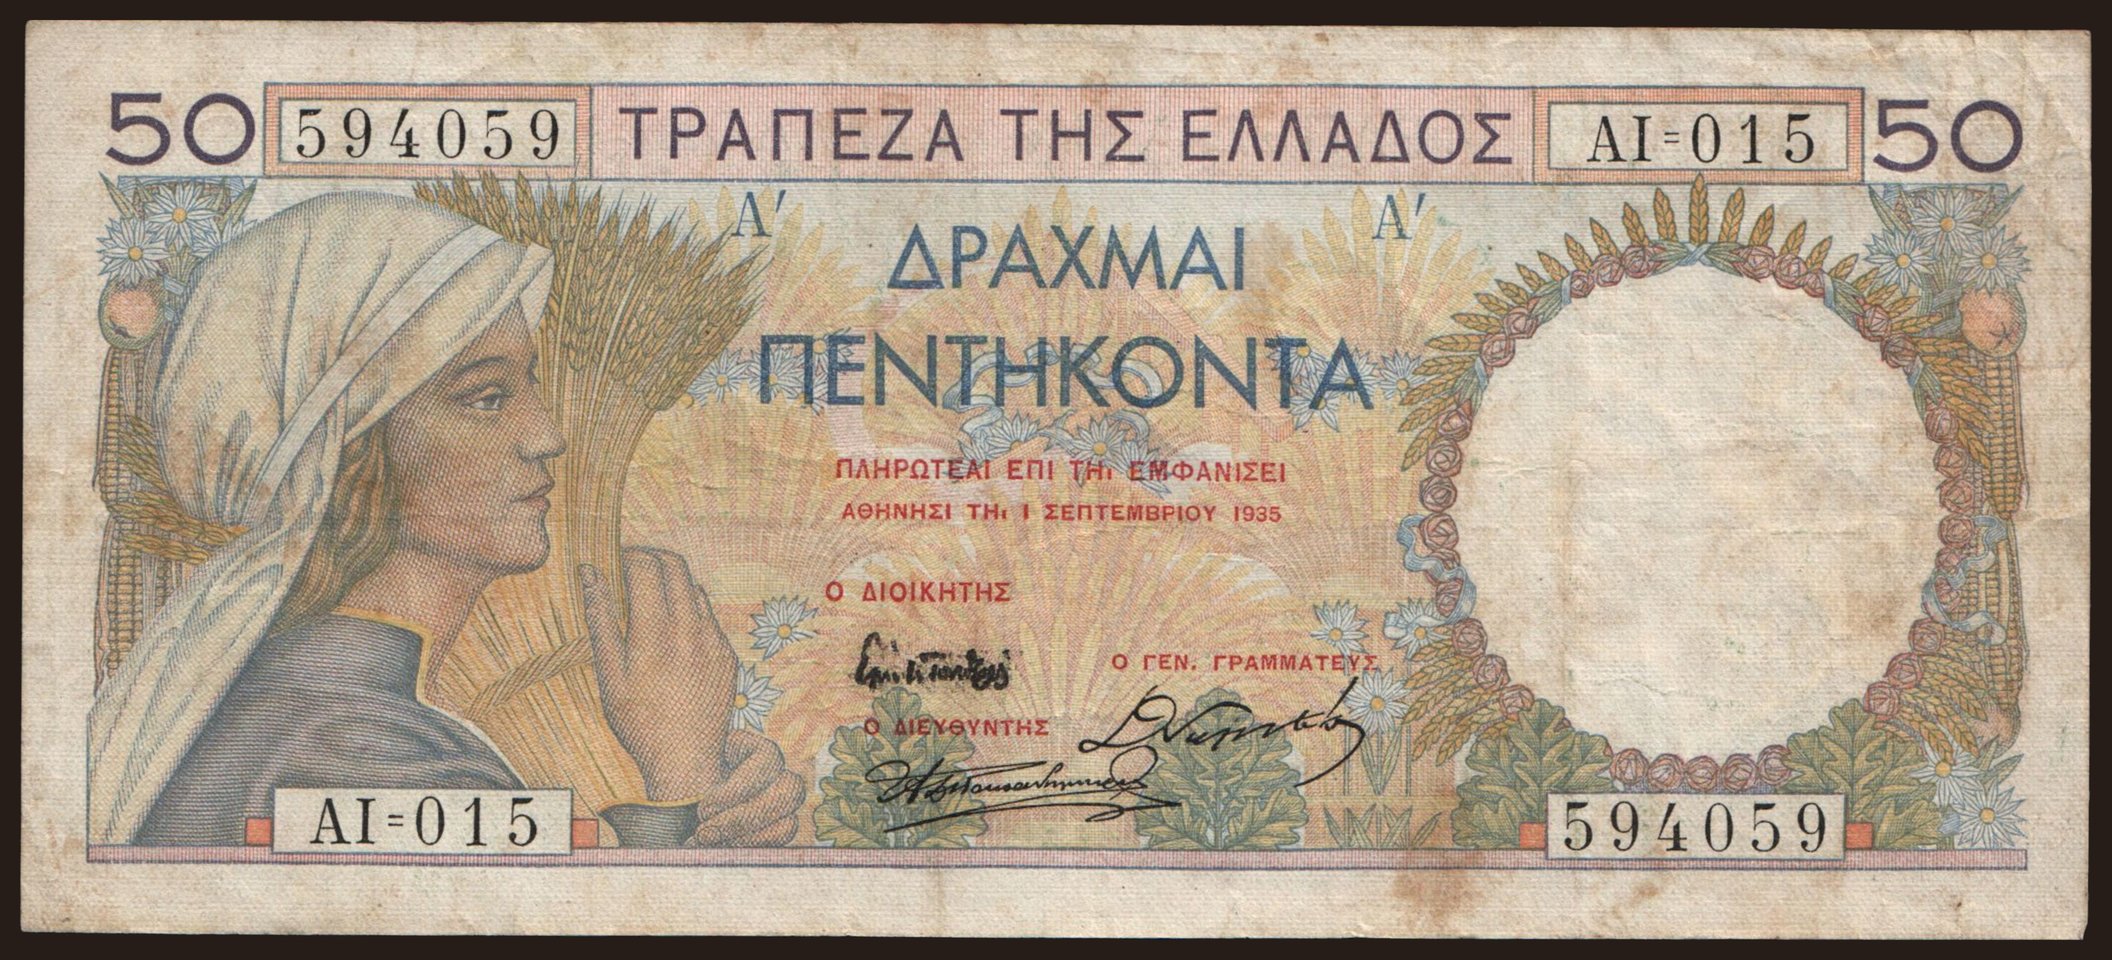 50 594059 ΤΡΑΠΕΖΑ ΤΗΣ ΕΛΛΑΔΟΣ ΑΙ=015 50
Α′ Α′
ΔΡΑΧΜΑΙ
ΠΕΝΤΗΚΟΝΤΑ
ΠΛΗΡΩΤΕΑΙ ΕΠΙ ΤΗι ΕΜΦΑΝΙΣΕΙ
ΑΘΗΝΗΣΙ ΤΗι 1 ΣΕΠΤΕΜΒΡΙΟΥ 1935
Ο ΔΙΟΙΚΗΤΗΣ
Ο ΓΕΝ. ΓΡΑΜΜΑΤΕΥΣ
Ο ΔΙΕΥΘΥΝΤΗΣ
ΑΙ=015 594059